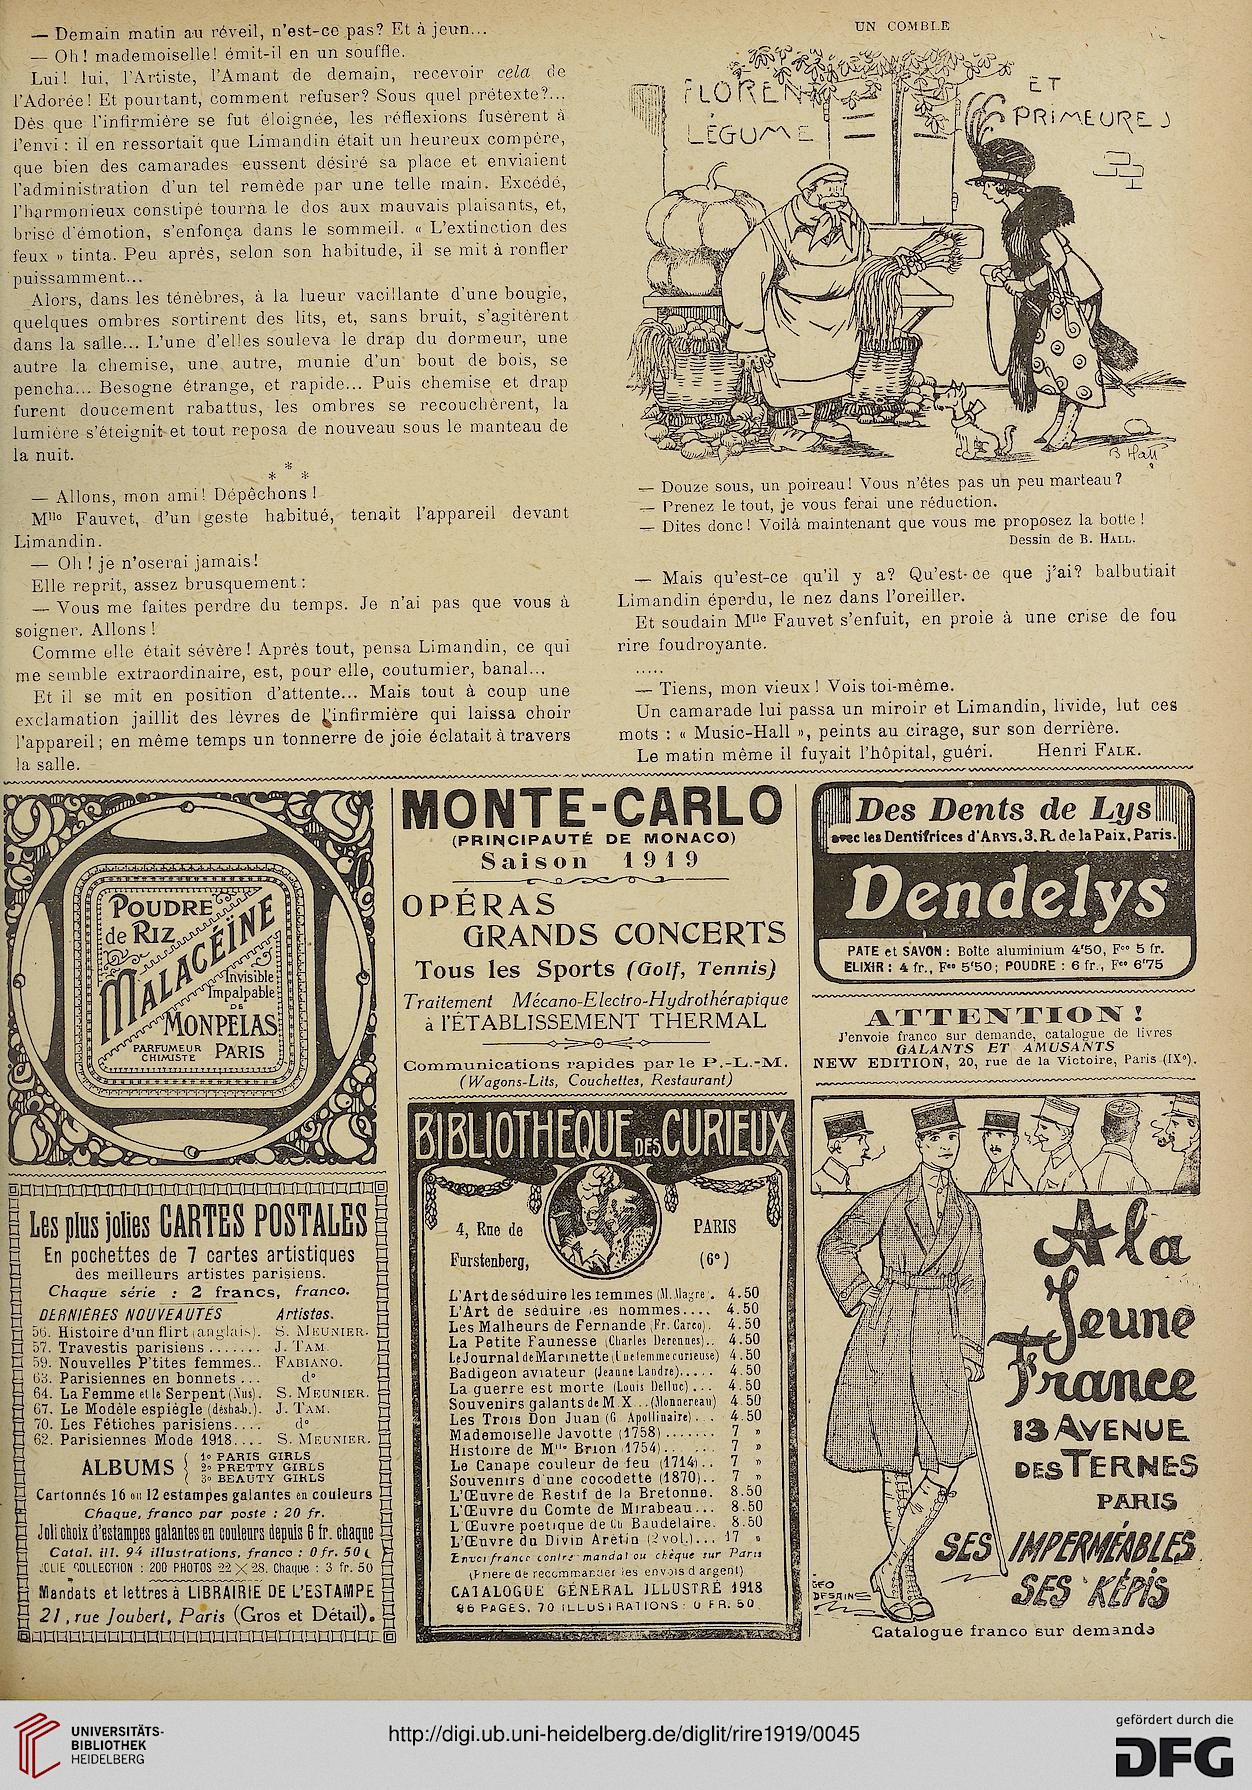 — Demain matin au réveil, n'est-ce pas? Et à jeun...
— Oh! mademoiselle! émit-il en un souffle.
Lui! lui, l'Artiste, l'Amant de demain, recevoir cela de
l'Adorée! Et pourtant, comment refuser? Sous quel prétexte?...
Dès que l'infirmière se fut éloignée, les réflexions fusèrent à
l'envi : il en ressortait que Limandin était un heureux compère,
que bien des camarades eussent désiré sa place et enviaient
l'administration d'un tel remède par une telle main. Excédé,
l'harmonieux constipé tourna le dos aux mauvais plaisants, et,
brisé d'émotion, s'enfonça dans le sommeil. « L'extinction des
feux » tinta. Peu après, selon son habitude, il se mit à ronfler
puissamment...
Alors, dans les ténèbres, à la lueur vacillante d'une bougie,
quelques ombres sortirent des lits, et, sans bruit, s'agitèrent
dans la salle... L'une d'elles souleva le drap du dormeur, une
autre la chemise, une autre, munie d'un bout de bois, se
pencha... Besogne étrange, et rapide... Puis chemise et drap
furent doucement rabattus, les ombres se recouchèrent, la
lumière s'éteignit et tout reposa de nouveau sous le manteau de
la nuit.
*
* *
— Allons, mon ami! Dépêchons!
Mlle Fauvet, d'un geste habitué, tenait l'appareil devant
Limandin.
— Oh! je n'oserai jamais!
Elle reprit, assez brusquement :
— Vous me faites perdre du temps. Je n'ai pas que vous à
soigner. Allons!
Comme elle était sévère! Après tout, pensa Limandin, ce qui
me semble extraordinaire, est, pour elle, coutumier, banal...
Et il se mit en position d'attente... Mais tout à coup une
exclamation jaillit des lèvres de l'infirmière qui laissa choir
l'appareil; en même temps un tonnerre de joie éclatait à travers
la salle.
UN COMBLE
FLOREN
LÉGUME
ET
PRIMEURES
B Hall
— Douze sous, un poireau! Vous n'êtes pas un peu marteau?
— Prenez le tout, je vous ferai une réduction.
— Dites donc! Voilà maintenant que vous me proposez la botte!
Dessin de B. HALL.
— Mais qu'est-ce qu'il y a? Qu'est-ce que j'ai? balbutiait
Limandin éperdu, le nez dans l'oreiller.
Et soudain Mlle Fauvet s'enfuit, en proie à une crise de fou
rire foudroyante.
.....
— Tiens, mon vieux! Vois toi-même.
Un camarade lui passa un miroir et Limandin, livide, lut ces
mots : « Music-Hall », peints au cirage, sur son derrière.
Le matin même il fuyait l'hôpital, guéri. Henri FALK.
POUDRE
de RIZ
MALACÉÏNE
Invisible
Impalpable
DE
MONPELAS
PARFUMEUR
CHIMISTE PARIS
Les plus jolies CARTES POSTALES
En pochettes de 7 cartes artistiques
des meilleurs artistes parisiens.
Chaque série : 2 francs, franco.
DERNIÈRES NOUVEAUTÉS Artistes.
56. Histoire d'un flirt (anglais). S. MEUNIER.
57. Travestis parisiens ....... J. TAM
59. Nouvelles P'tites femmes.. FABIANO.
63. Parisiennes en bonnets ... d°
64. La Femme et le Serpent (Nus). S. MEUNIER.
67. Le Modèle espiègle (déshab.). J. TAM.
70. Les Fétiches parisiens.... d°
62. Parisiennes Mode 1918.... S. MEUNIER.
ALBUMS { 1° PARIS GIRLS
2° PRETTY GIRLS
3° BEAUTY GIRLS
Cartonnés 16 ou 12 estampes galantes en couleurs
Chaque, franco par poste : 20 fr.
Joli choix d'estampes galantes en couleurs depuis 6 fr. chaque
Catal. ill. 94 illustrations, franco : 0 fr. 50
JOLIE COLLECTION : 200 PHOTOS 22×28. Chaque : 3 fr. 50
Mandats et lettres à LIBRAIRIE DE L'ESTAMPE
21, rue Joubert, Paris (Gros et Détail).
MONTE-CARLO
(PRINCIPAUTÉ DE MONACO)
Saison 1919
OPÉRAS
GRANDS CONCERTS
Tous les Sports (Golf, Tennis)
Traitement Mécano-Electro-Hydrothérapique
à l'ÉTABLISSEMENT THERMAL
Communications rapides par le P.-L.-M.
(Wagons-Lits, Couchettes, Restaurant)
BIBLIOTHEQUE DES CURIEUX
4, Rue de
Furstenberg,
PARIS
(6e)
L'Art de séduire les femmes (M. Magre). 4.50
L'Art de séduire les hommes.... 4.50
Les Malheurs de Fernande (Fr. Carco). 4.50
La Petite Faunesse (Charles Derennes).. 4.50
Le Journal de Marinette (Une femme curieuse) 4.50
Badigeon aviateur (Jeanne Landre)..... 4.50
La guerre est morte (Louis Delluc)... 4.50
Souvenirs galants de M. X... (Monnereau) 4.50
Les Trois Don Juan (G. Apollinaire)... 4.50
Mademoiselle Javotte (1758)....... 7 »
Histoire de Mlle Brion (1754)...... 7 »
Le Canapé couleur de feu (1714).. 7 »
Souvenirs d'une cocodette (1870).. 7 »
L'Œuvre de Restif de la Bretonne. 8.50
L'Œuvre du Comte de Mirabeau... 8.50
L'Œuvre poétique de Ch. Baudelaire. 8.50
L'Œuvre du Divin Arétin (2 vol.)... 17 »
Envoi franco contre mandat ou chèque sur Paris
(Prière de recommander les envois d'argent)
CATALOGUE GÉNÉRAL ILLUSTRÉ 1918
96 PAGES, 70 ILLUSTRATIONS : 0 FR. 50
Des Dents de Lys
avec les Dentifrices d'ARYS, 3, R. de la Paix, Paris.
Dendelys
PATE et SAVON : Boîte aluminium 4f50, Fco 5 fr.
ELIXIR : 4 fr., Fco 5f50; POUDRE : 6 fr., Fco 6f75
ATTENTION!
J'envoie franco sur demande, catalogue de livres
GALANTS ET AMUSANTS
NEW EDITION, 20, rue de la Victoire, Paris (IXe).
A la
Jeune
France
13 AVENUE
DES TERNES
PARIS
SES IMPERMÉABLES
SES KÉPIS
GEO
DFSAINE
Catalogue franco sur demande
UNIVERSITÄTS-
BIBLIOTHEK
HEIDELBERG
http://digi.ub.uni-heidelberg.de/diglit/rire1919/0045
gefördert durch die
DFG